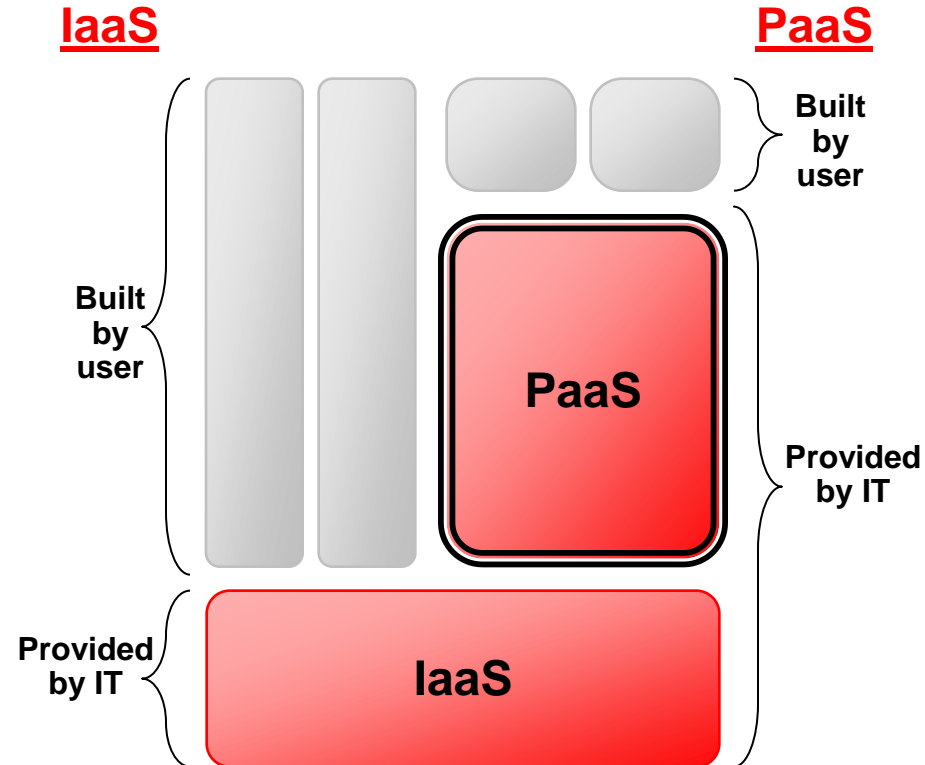 IaaS
PaaS
Built
by
user
Built
by
user
PaaS
Provided
by IT
Provided
by IT
IaaS